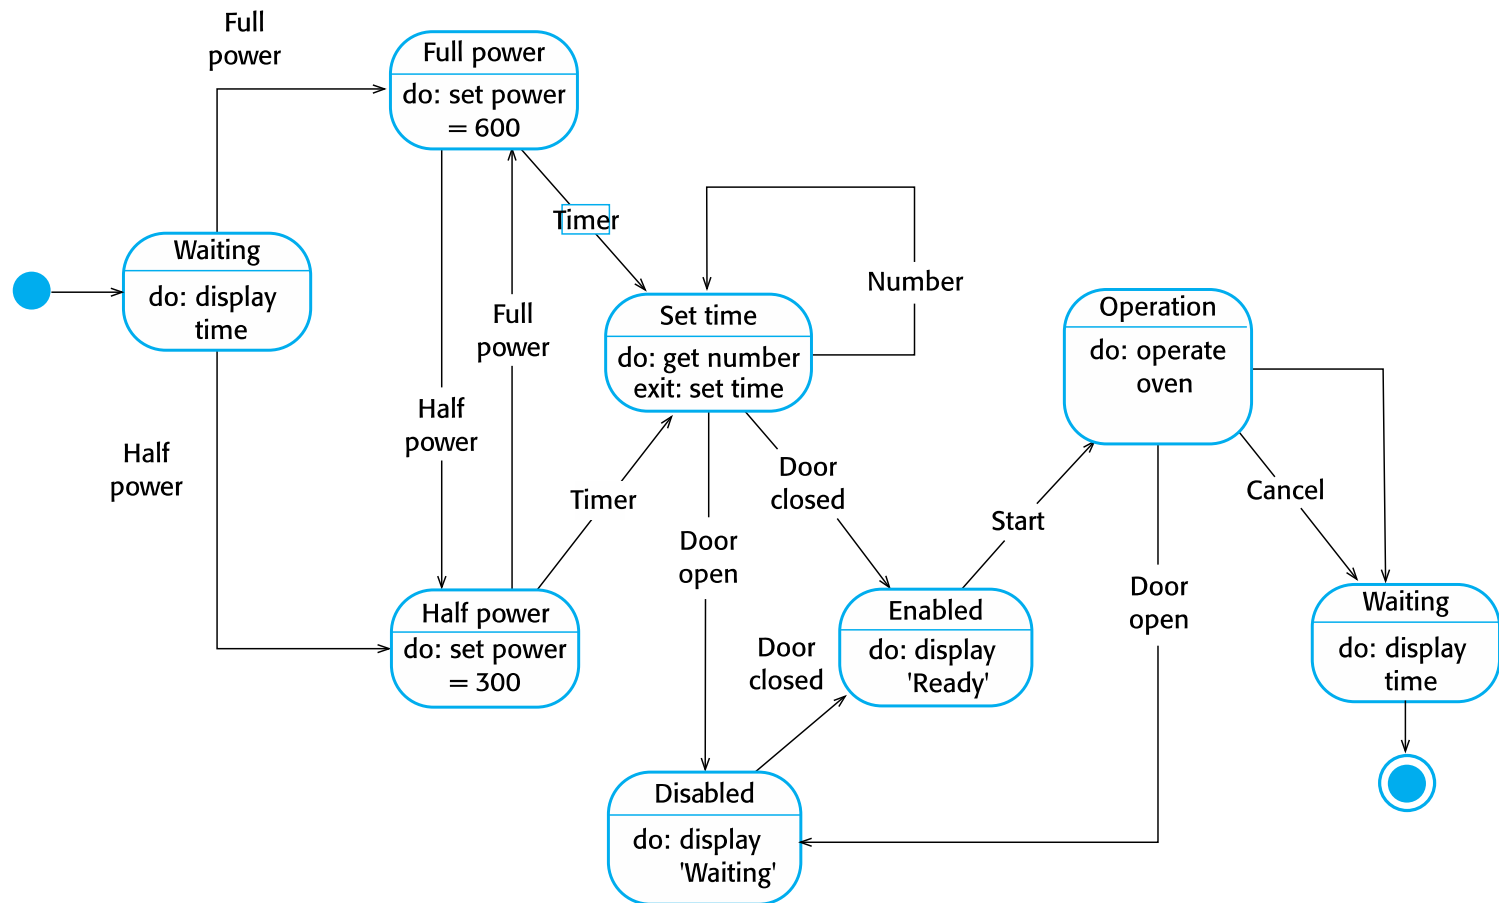 Full
power
Full power
do: set power
= 600
Timer
Waiting
do: display
time
Full
power
Half
power
Half
power
Number
Set time
do: get number
exit: set time
Operation
do: operate
oven
Timer
Door
closed
Door
open
Start
Cancel
Door
open
Half power
do: set power
= 300
Enabled
do: display
'Ready'
Door
closed
Waiting
do: display
time
Disabled
do: display
'Waiting'